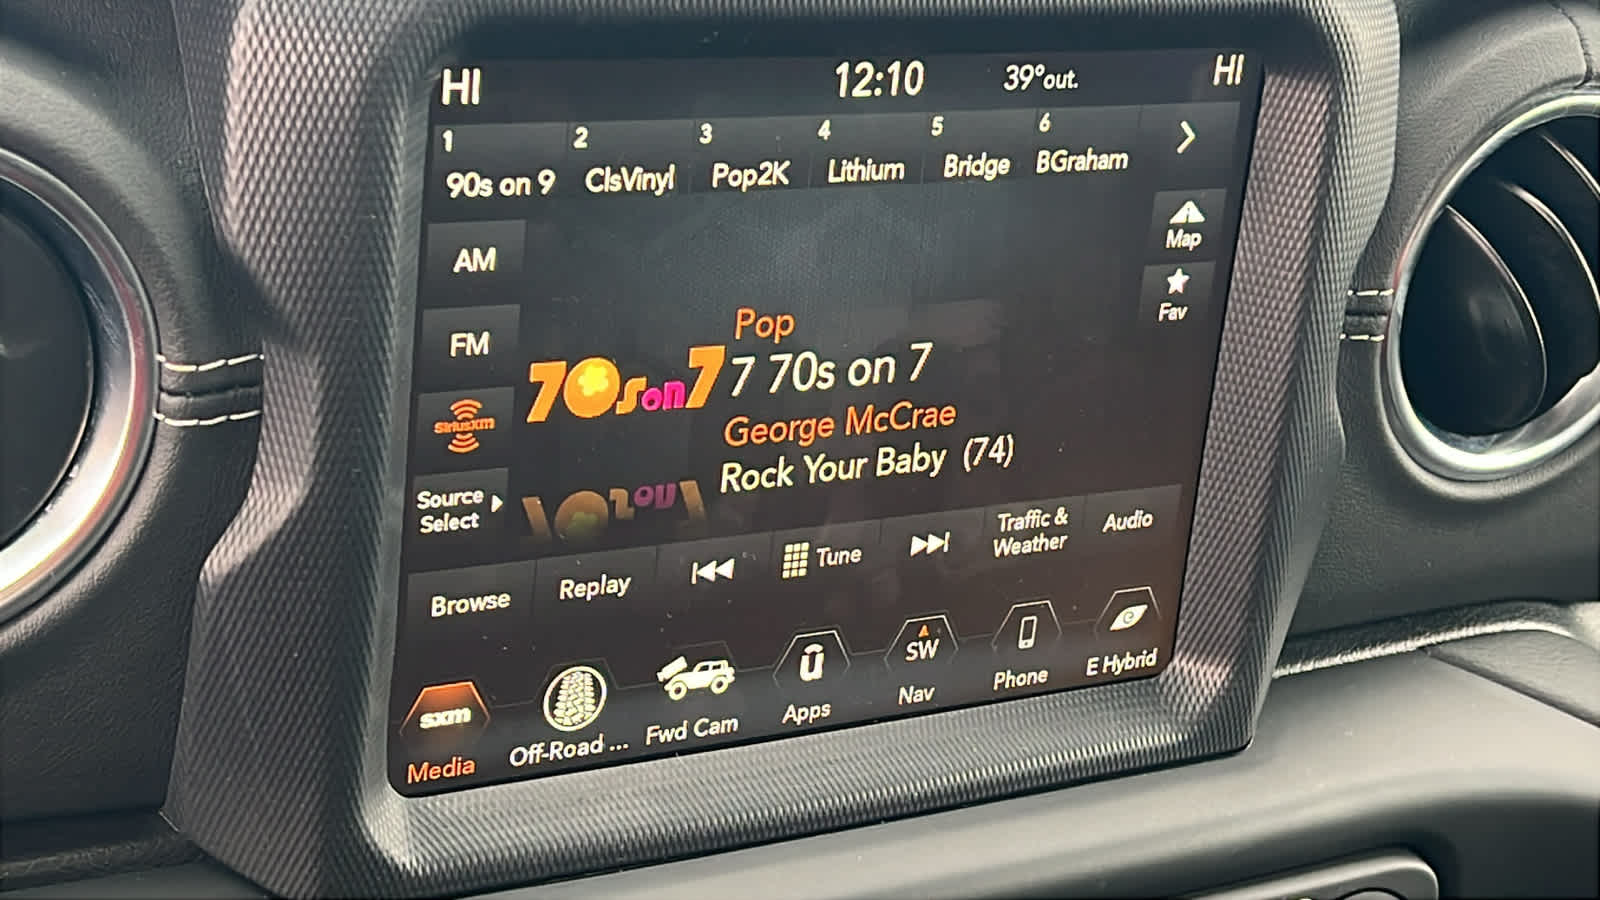 HI 12:10 39°out. HI
1 2 3 4 5 6
90s on 9 ClsVinyl Pop2K Lithium Bridge BGraham
AM
FM
SiriusXM
Source
Select
Map
Fav
Pop
70s on 7
7 70s on 7
George McCrae
Rock Your Baby (74)
Browse
Replay
Tune
Traffic &
Weather
Audio
sxm
Media
Off-Road ...
Fwd Cam
Apps
SW
Nav
Phone
e
E Hybrid